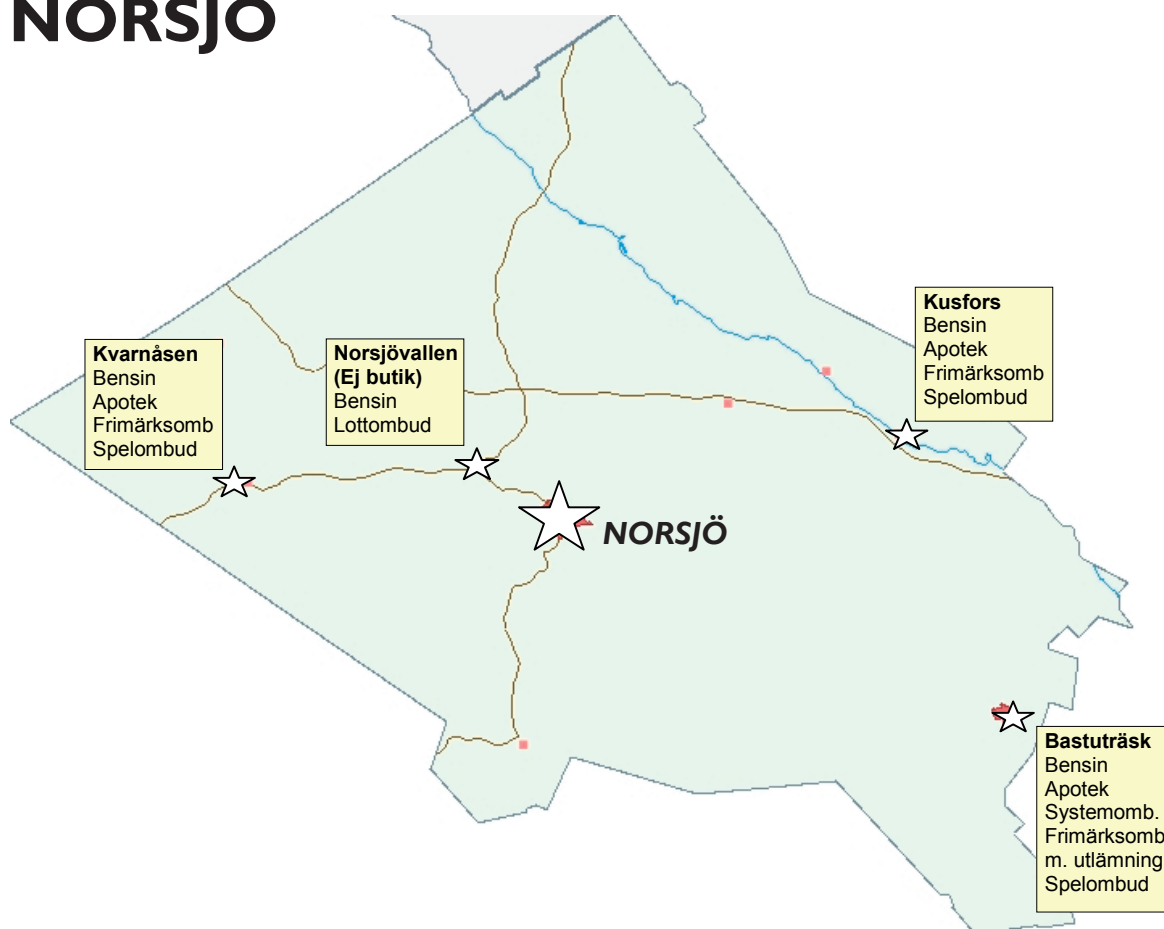 NORSJÖ
Kusfors
Bensin
Apotek
Frimärksomb
Spelombud
Kvarnåsen
Bensin
Apotek
Frimärksomb
Spelombud
Norsjövallen
(Ej butik)
Bensin
Lottombud
NORSJÖ
Bastuträsk
Bensin
Apotek
Systemomb.
Frimärksomb
m. utlämning
Spelombud